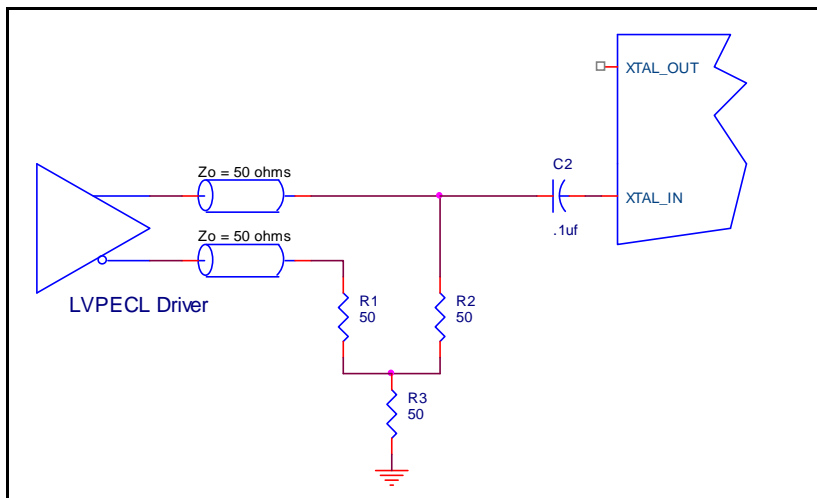 XTAL_OUT
Zo = 50 ohms
C2
XTAL_IN
.1uf
Zo = 50 ohms
LVPECL Driver
R1
50
R2
50
R3
50